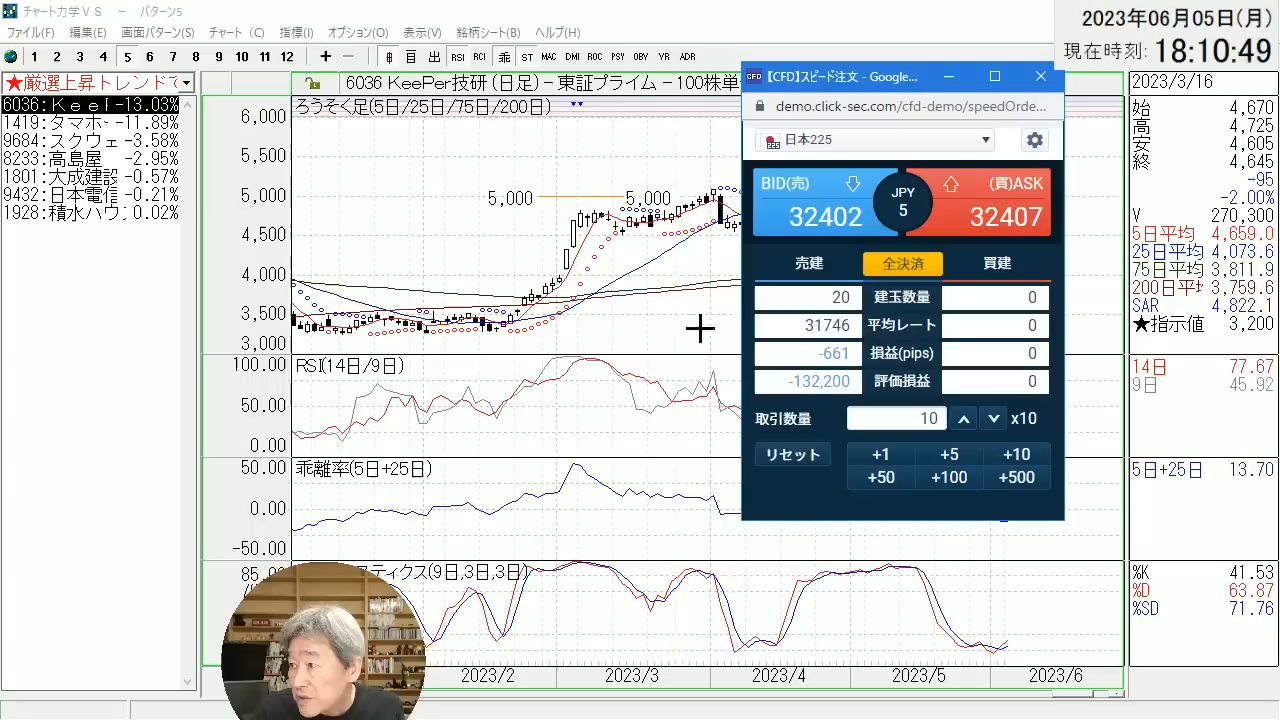 チャート力学ＶＳ － パターン5
ファイル(F) 編集(E) 画面パターン(S) チャート (C) 指標(I) オプション(O) 表示(V) 銘柄シート(B) ヘルプ(H)
1 2 3 4 5 6 7 8 9 10 11 12 RSI RCI 乖 ST MAC DMI ROC PSY OBV YR ADR
2023年06月05日(月)
現在時刻: 18:10:49
★厳選上昇トレンド
6036:ＫｅｅＦ -13.03%
1419:タマホ- -11.89%
9684:スクウェ -3.58%
8233:高島屋 -2.95%
1801:大成建設 -0.57%
9432:日本電信 -0.21%
1928:積水ハウ 0.02%
6036 KeePer技研 (日足)－東証プライム－100株単
ろうそく足(5日/25日/75日/200日)
6,000
5,500
5,000
4,500
4,000
3,500
3,000
5,000 5,000
RSI(14日/9日)
100.00
50.00
0.00
乖離率(5日+25日)
50.00
0.00
-50.00
スティクス(9日,3日,3日)
2023/2 2023/3 2023/4 2023/5 2023/6
CFD 【CFD】スピード注文 - Google...
demo.click-sec.com/cfd-demo/speedOrde...
日本225
BID(売) JPY (買)ASK
32402 5 32407
売建 全決済 買建
20 建玉数量 0
31746 平均レート 0
-661 損益(pips) 0
-132,200 評価損益 0
取引数量 10 x10
リセット +1 +5 +10
+50 +100 +500
2023/3/16
始 4,670
高 4,725
安 4,605
終 4,645
-95
-2.00%
V 270,300
5日平均 4,659.0
25日平均 4,073.6
75日平均 3,811.9
200日平均 3,759.6
SAR 4,822.1
★指示値 3,200
14日 77.67
9日 45.92
5日+25日 13.70
%K 41.53
%D 63.87
%SD 71.76